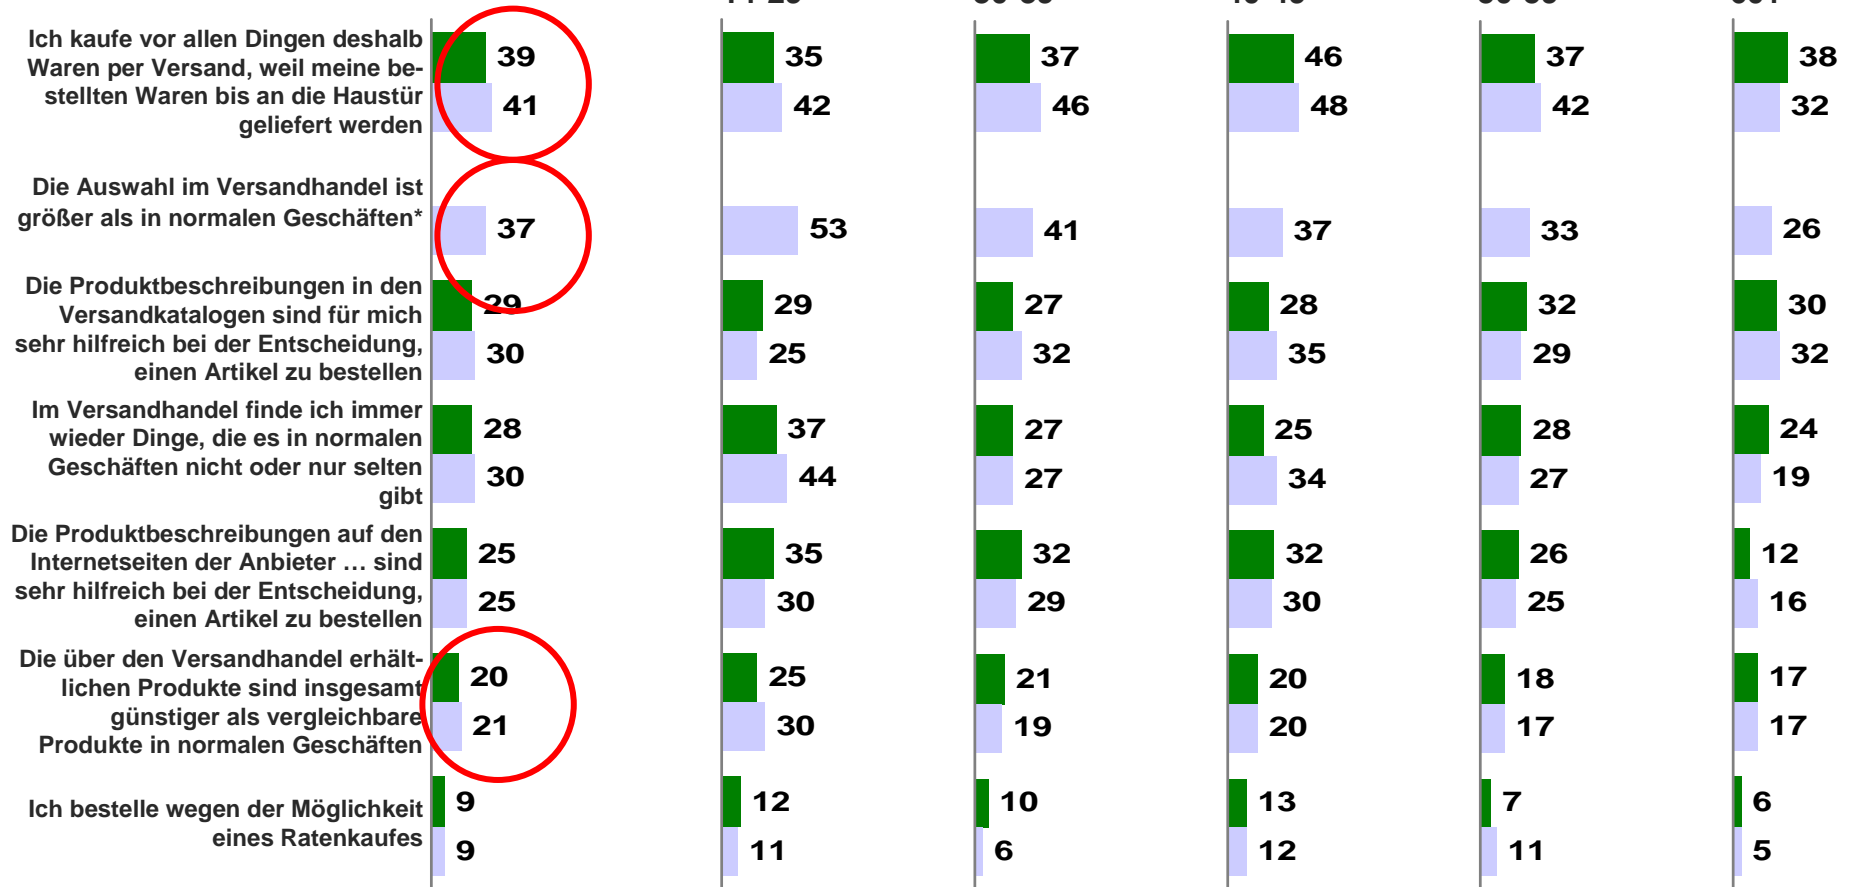 Ich kaufe vor allen Dingen deshalb
Waren per Versand, weil meine be-
stellten Waren bis an die Haustür
geliefert werden
39 35 37 46 37 38
41 42 46 48 42 32
Die Auswahl im Versandhandel ist
größer als in normalen Geschäften*
37 53 41 37 33 26
Die Produktbeschreibungen in den
Versandkatalogen sind für mich
sehr hilfreich bei der Entscheidung,
einen Artikel zu bestellen
29 29 27 28 32 30
30 25 32 35 29 32
Im Versandhandel finde ich immer
wieder Dinge, die es in normalen
Geschäften nicht oder nur selten
gibt
28 37 27 25 28 24
30 44 27 34 27 19
Die Produktbeschreibungen auf den
Internetseiten der Anbieter … sind
sehr hilfreich bei der Entscheidung,
einen Artikel zu bestellen
25 35 32 32 26 12
25 30 29 30 25 16
Die über den Versandhandel erhält-
lichen Produkte sind insgesamt
günstiger als vergleichbare
Produkte in normalen Geschäften
20 25 21 20 18 17
21 30 19 20 17 17
Ich bestelle wegen der Möglichkeit
eines Ratenkaufes
9 12 10 13 7 6
9 11 6 12 11 5